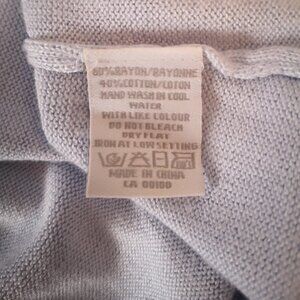 60%RAYON/RAYONNE
40%COTTON/COTON
HAND WASH IN COOL
WATER
WITH LIKE COLOUR
DO NOT BLEACH
DRY FLAT
IRON AT LOW SETTING
MADE IN CHINA
CA 00100